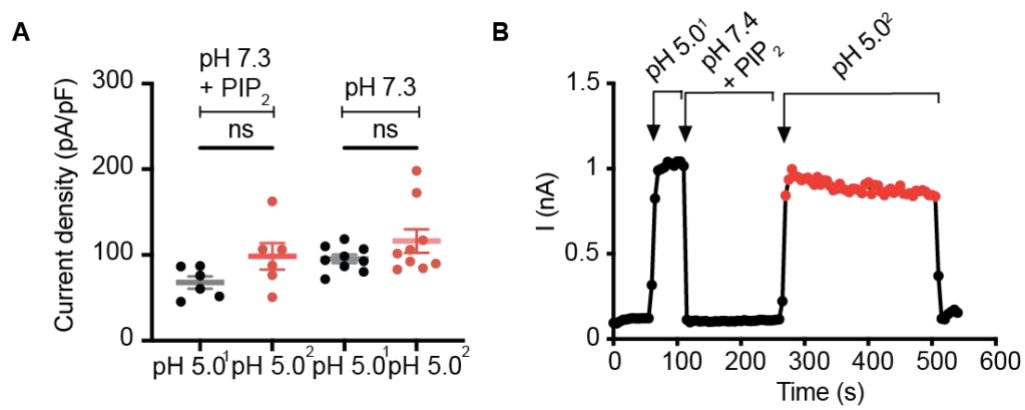 A
pH 7.3
+ PIP₂
pH 7.3
ns
ns
Current density (pA/pF)
300
200
100
0
pH 5.0¹
pH 5.0²
pH 5.0¹
pH 5.0²
B
pH 5.0¹
pH 7.4
+ PIP₂
pH 5.0²
I (nA)
1.5
1
0.5
0
0
100
200
300
400
500
600
Time (s)